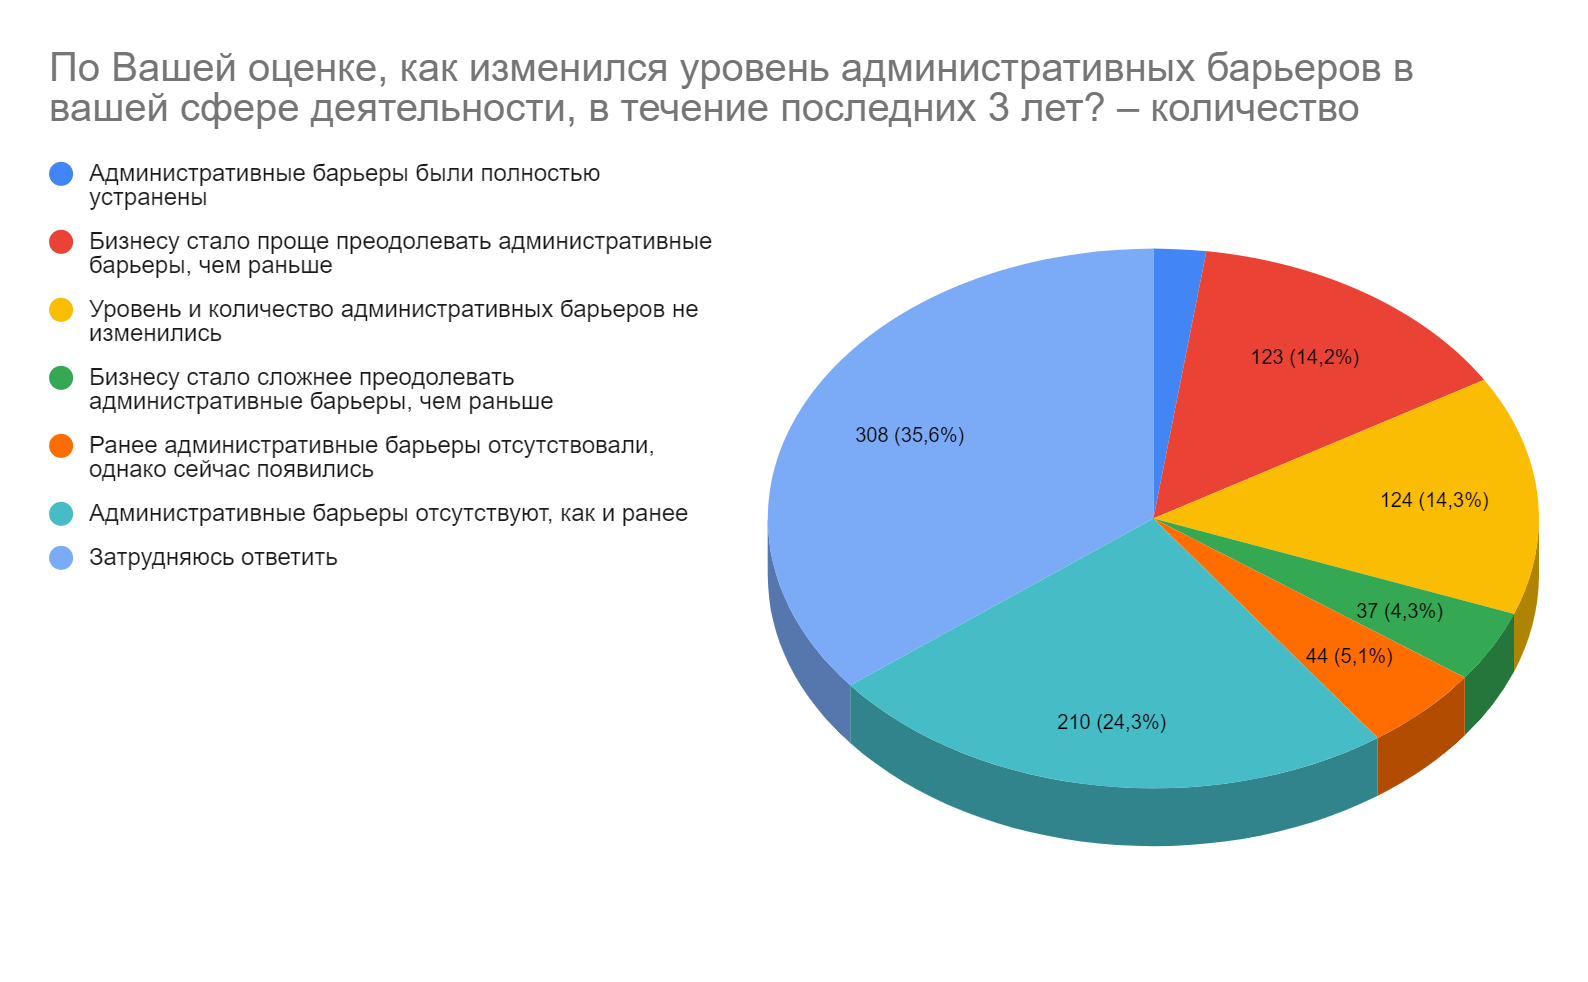 По Вашей оценке, как изменился уровень административных барьеров в
вашей сфере деятельности, в течение последних 3 лет? – количество
Административные барьеры были полностью
устранены
Бизнесу стало проще преодолевать административные
барьеры, чем раньше
Уровень и количество административных барьеров не
изменились
Бизнесу стало сложнее преодолевать
административные барьеры, чем раньше
Ранее административные барьеры отсутствовали,
однако сейчас появились
Административные барьеры отсутствуют, как и ранее
Затрудняюсь ответить
123 (14,2%)
308 (35,6%)
124 (14,3%)
37 (4,3%)
44 (5,1%)
210 (24,3%)